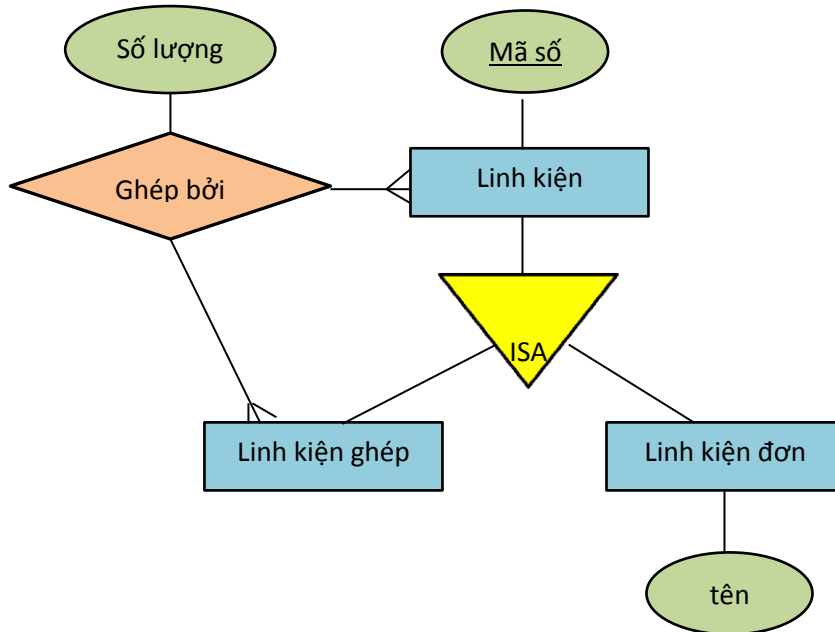 Số lượng
Mã số
Ghép bởi
Linh kiện
ISA
Linh kiện ghép
Linh kiện đơn
tên